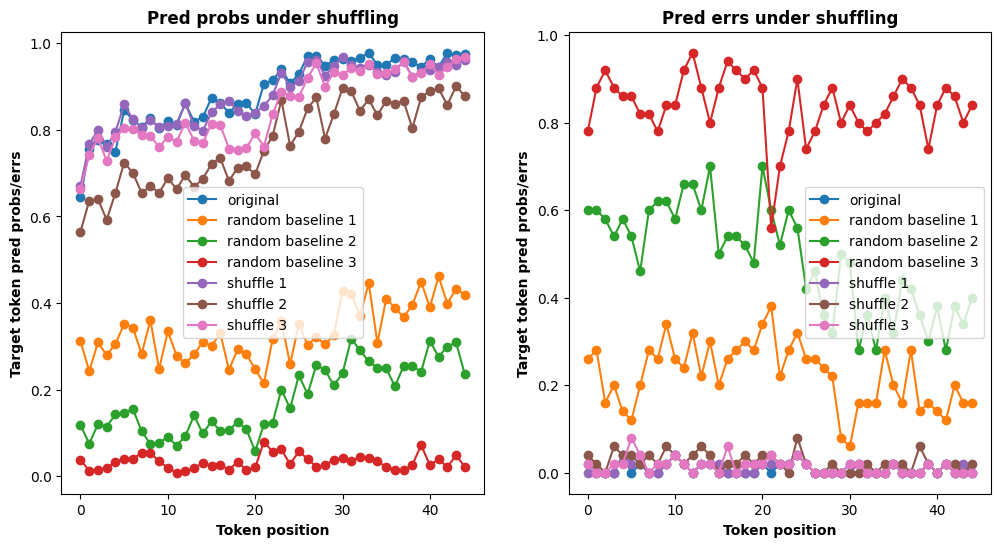 Pred probs under shuffling
1.0
0.8
0.6
0.4
0.2
0.0
Target token pred probs/errs
0
10
20
30
40
Token position
original
random baseline 1
random baseline 2
random baseline 3
shuffle 1
shuffle 2
shuffle 3
Pred errs under shuffling
1.0
0.8
0.6
0.4
0.2
0.0
Target token pred probs/errs
0
10
20
30
40
Token position
original
random baseline 1
random baseline 2
random baseline 3
shuffle 1
shuffle 2
shuffle 3